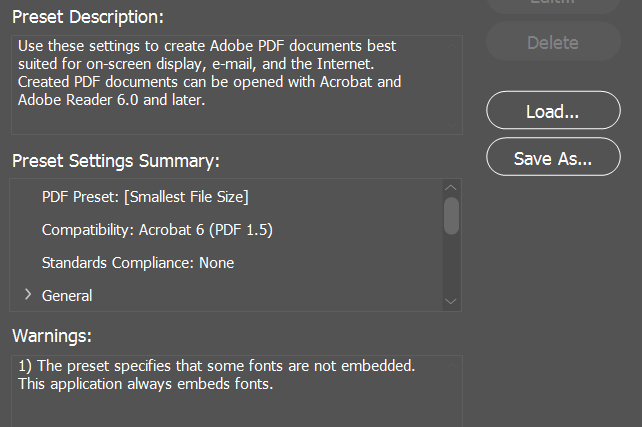 Edit...
Preset Description:
Delete
Use these settings to create Adobe PDF documents best
suited for on-screen display, e-mail, and the Internet.
Created PDF documents can be opened with Acrobat and
Adobe Reader 6.0 and later.
Load...
Save As...
Preset Settings Summary:
PDF Preset: [Smallest File Size]
Compatibility: Acrobat 6 (PDF 1.5)
Standards Compliance: None
General
Warnings:
1) The preset specifies that some fonts are not embedded.
This application always embeds fonts.